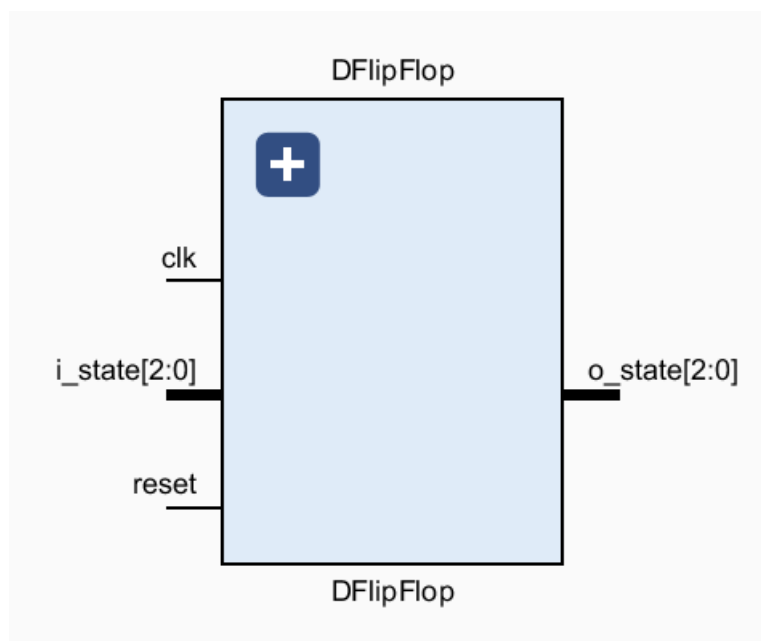 DFlipFlop
clk
i_state[2:0]
o_state[2:0]
reset
DFlipFlop